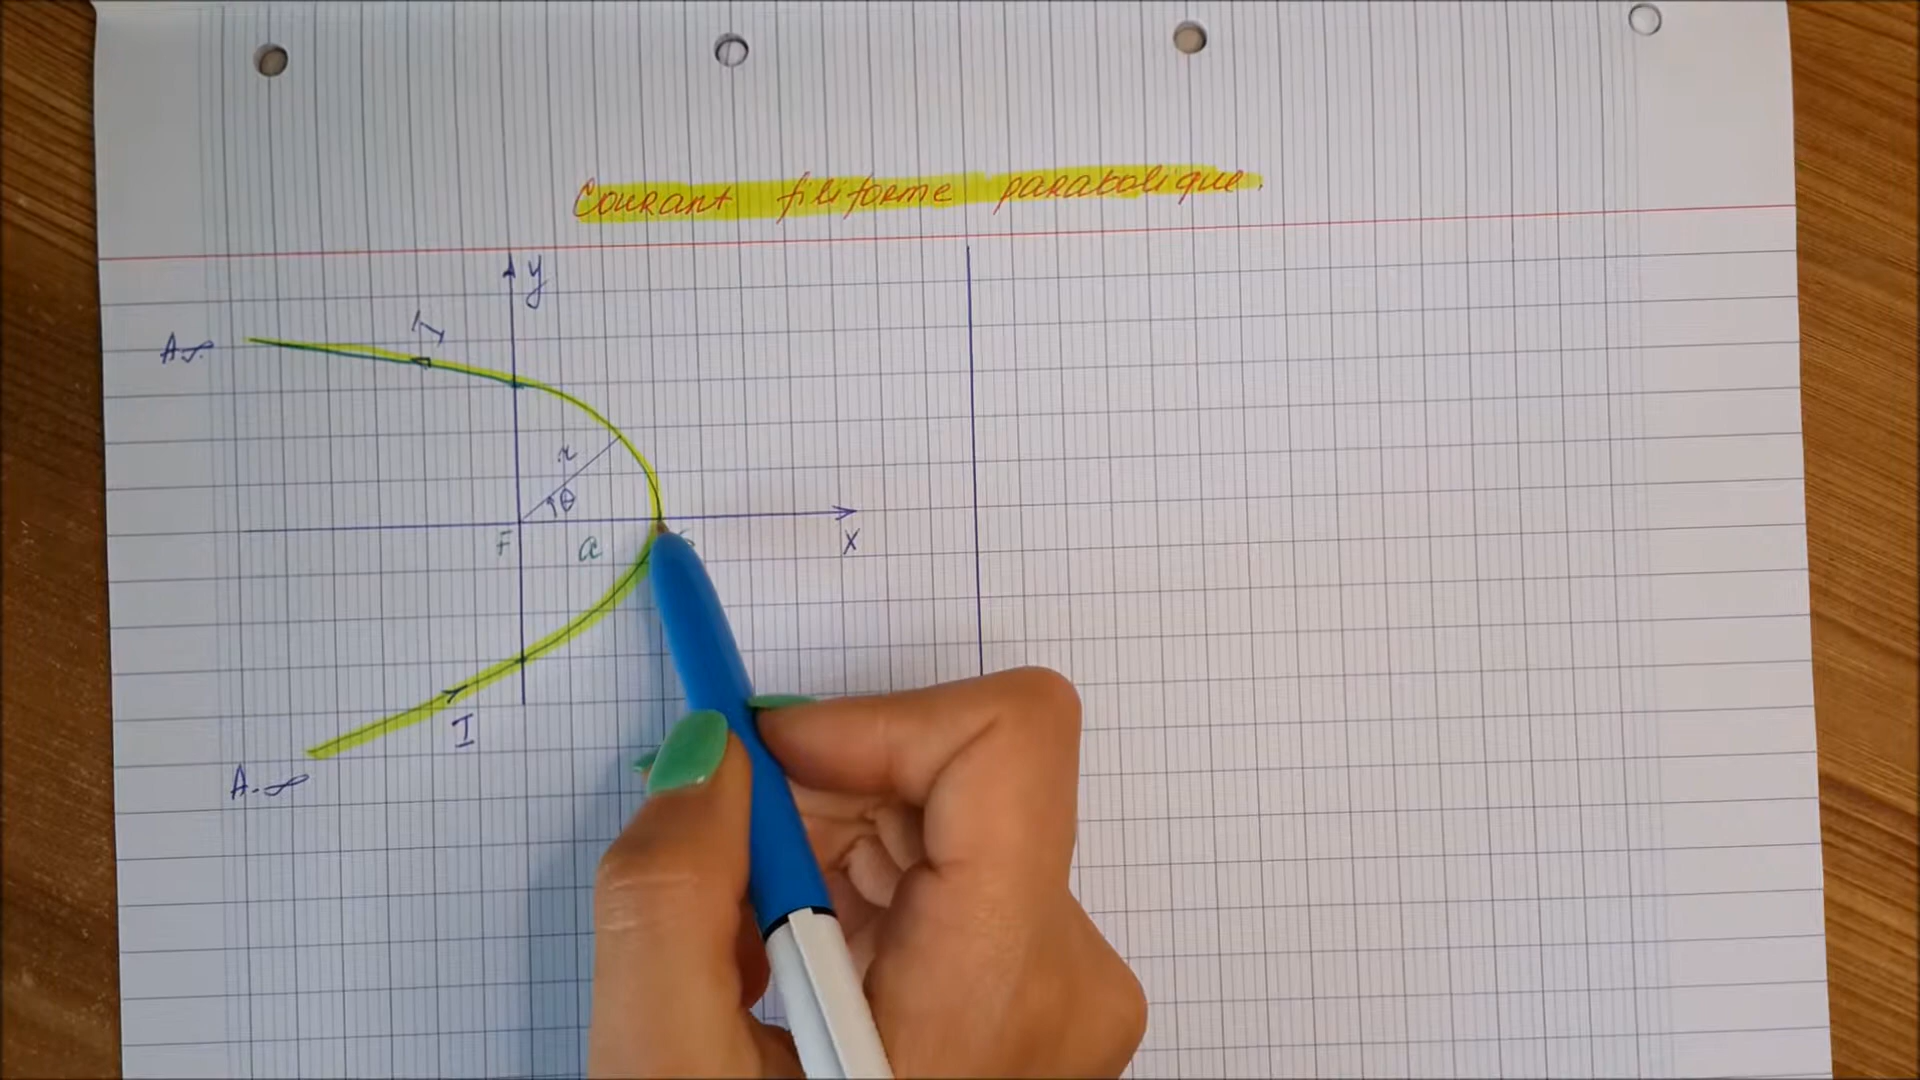 Courant filiforme parabolique.
y
A∞
I
r
θ
F
a
X
I
A-∞